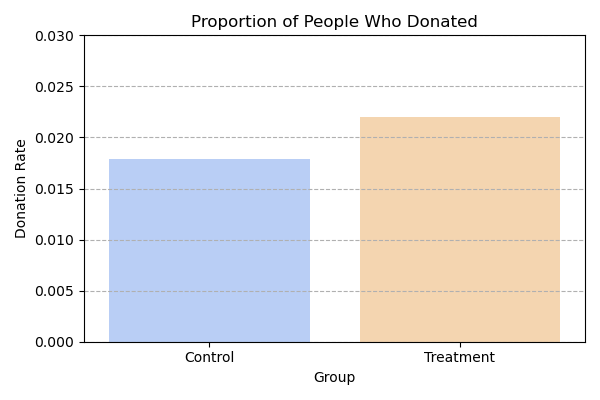 Proportion of People Who Donated
0.030
0.025
0.020
0.015
0.010
0.005
0.000
Donation Rate
Control
Treatment
Group